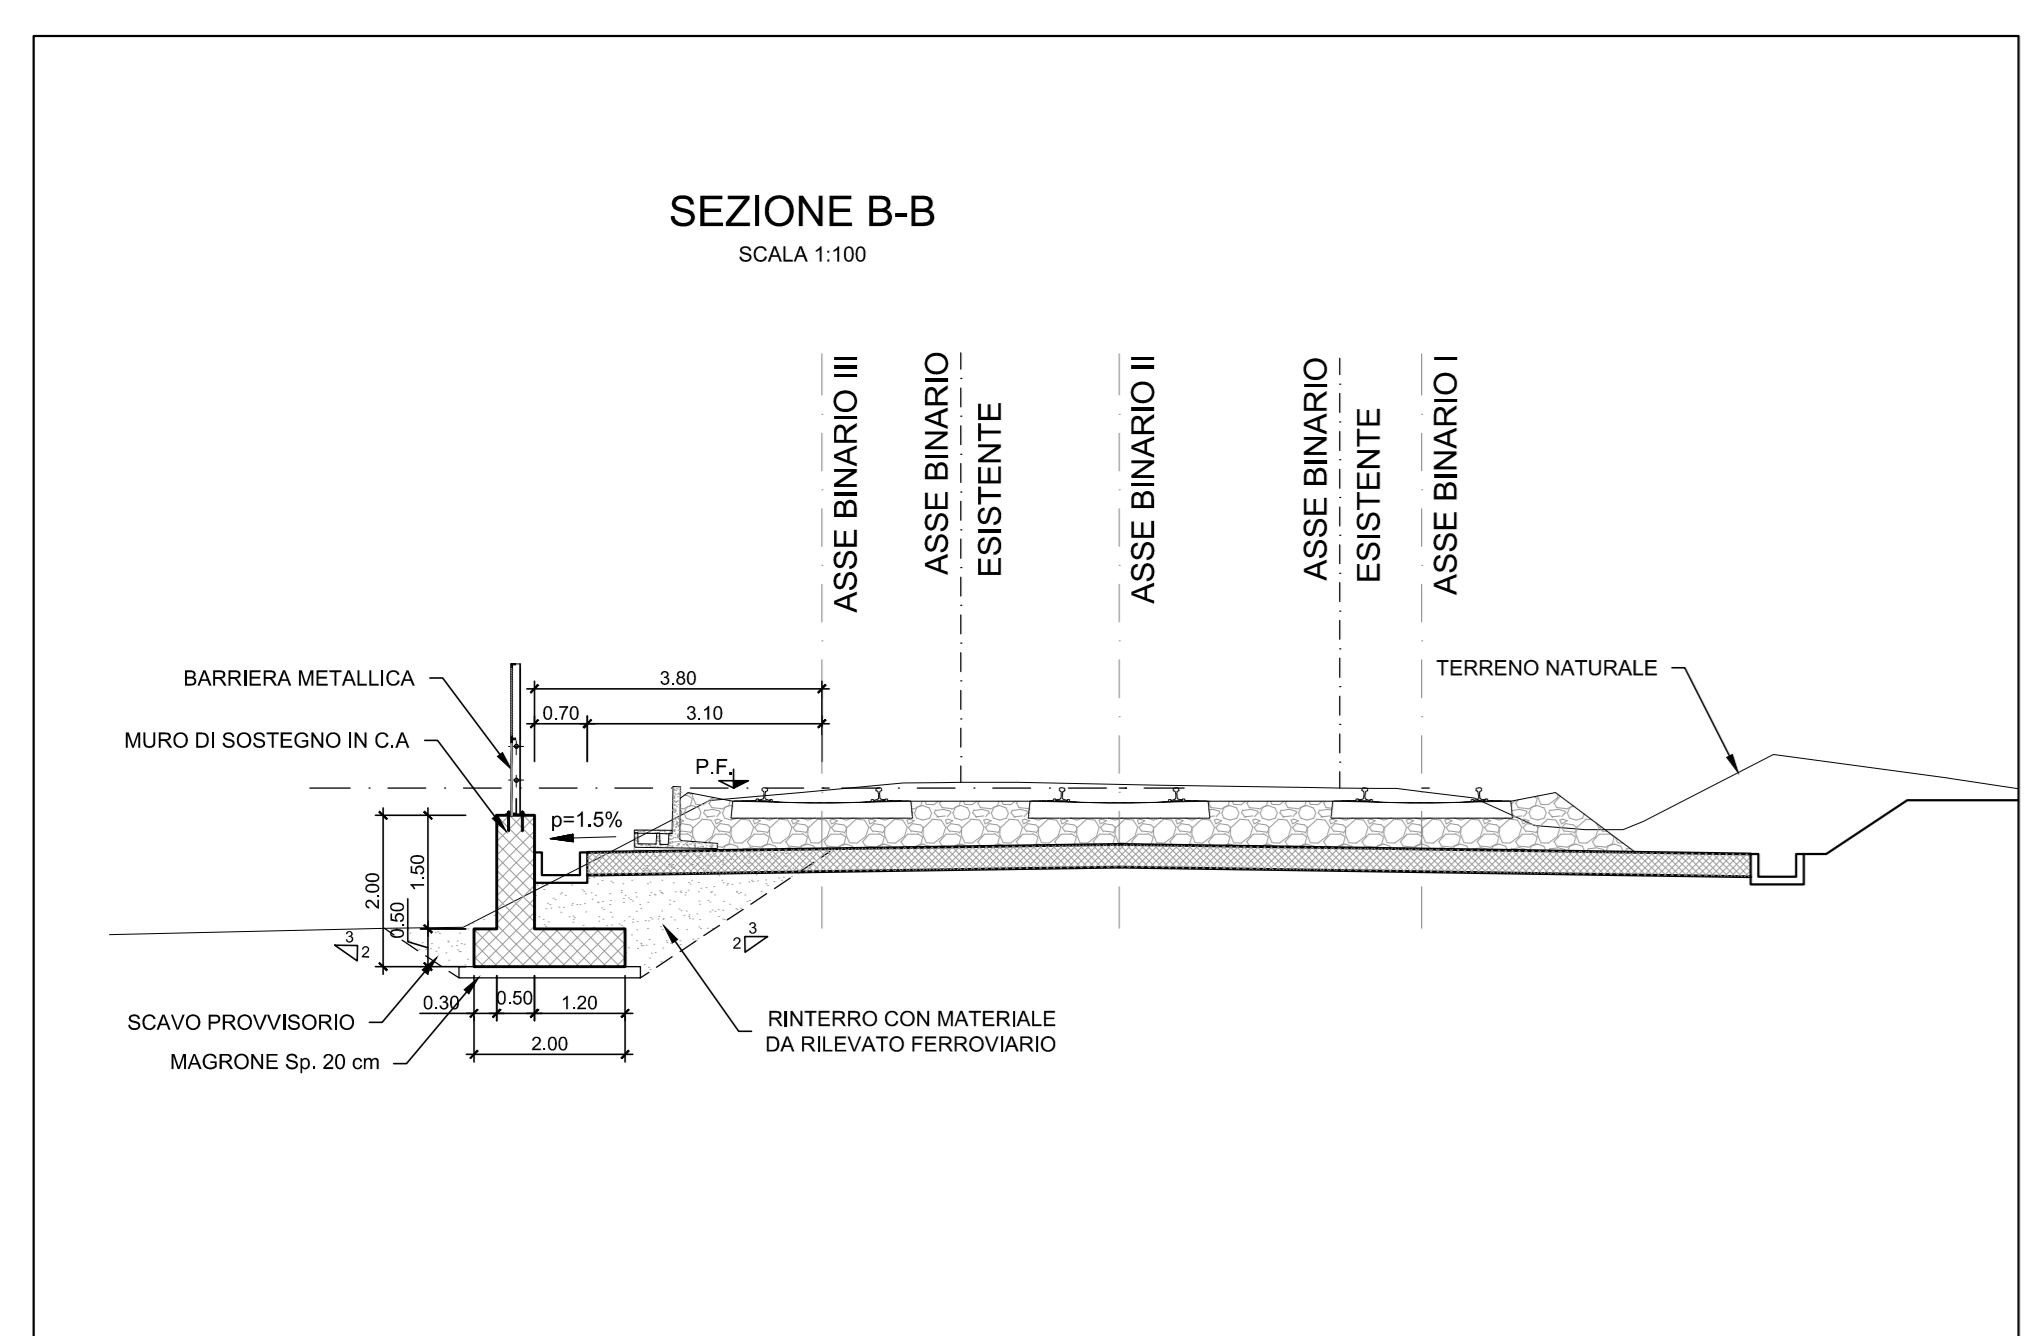 SEZIONE B-B
SCALA 1:100
ASSE BINARIO III
ASSE BINARIO
ESISTENTE
ASSE BINARIO II
ASSE BINARIO
ESISTENTE
ASSE BINARIO I
BARRIERA METALLICA
3.80
TERRENO NATURALE
0.70
3.10
MURO DI SOSTEGNO IN C.A
P.F.
p=1.5%
2.00
1.50
0.50
3
2
3
2
0.30
0.50
1.20
SCAVO PROVVISORIO
2.00
MAGRONE Sp. 20 cm
RINTERRO CON MATERIALE
DA RILEVATO FERROVIARIO